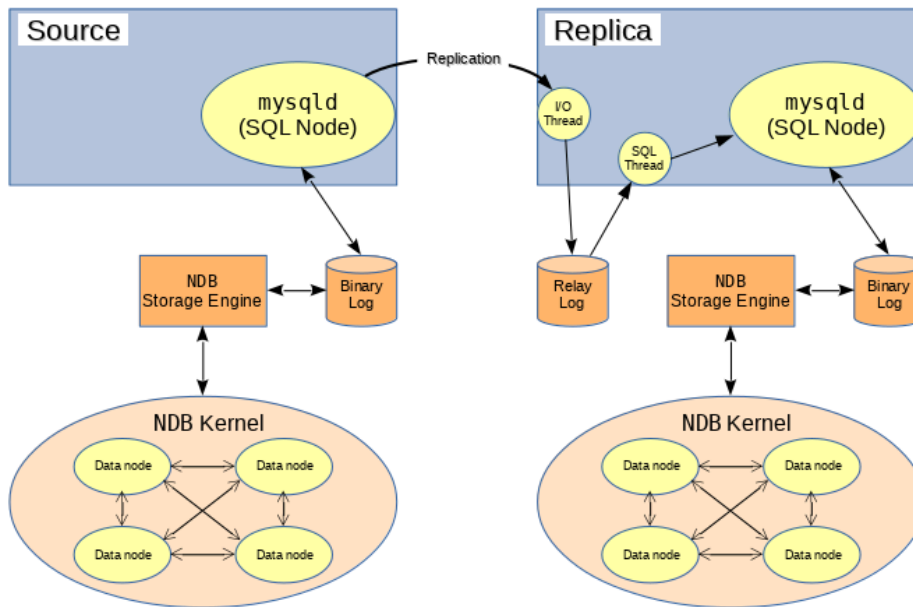 Source
Replica
Replication
mysqld
(SQL Node)
I/O
Thread
SQL
Thread
mysqld
(SQL Node)
NDB
Storage Engine
Binary
Log
Relay
Log
NDB
Storage Engine
Binary
Log
NDB Kernel
Data node
Data node
Data node
Data node
NDB Kernel
Data node
Data node
Data node
Data node